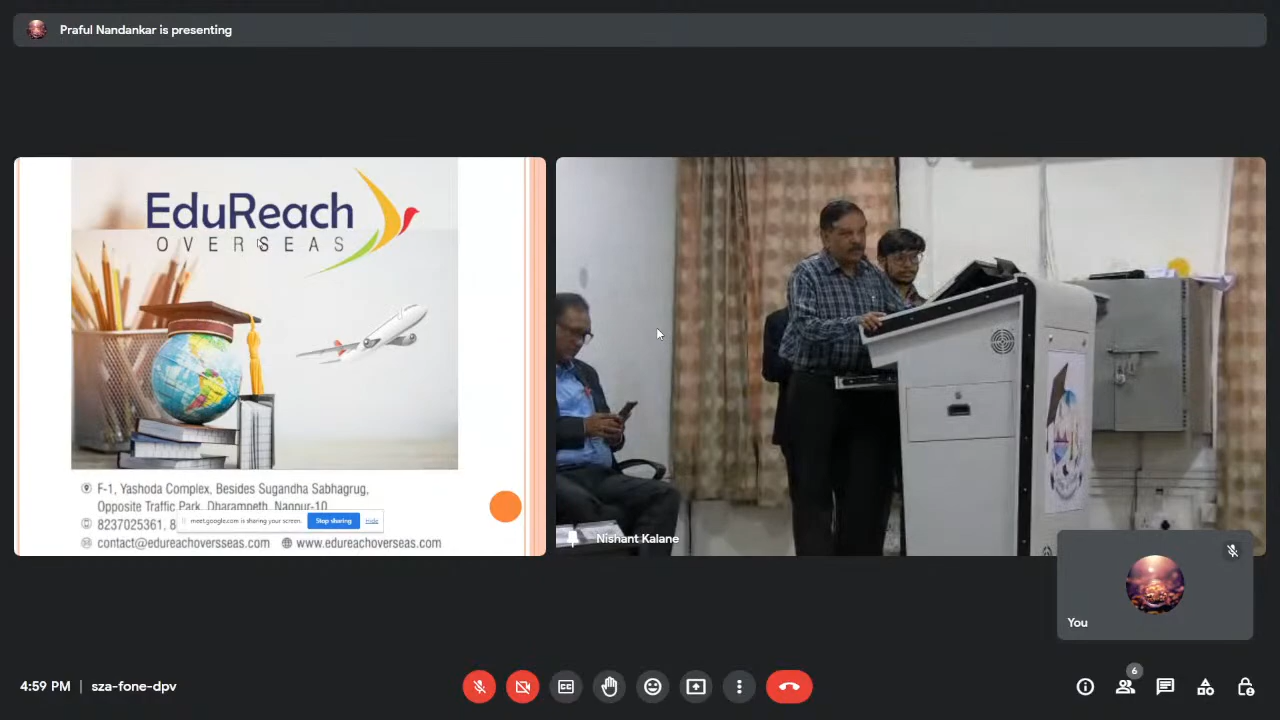 Praful Nandankar is presenting
EduReach
OVERSEAS
F-1, Yashoda Complex, Besides Sugandha Sabhagrug,
Opposite Traffic Park, Dharampeth, Nagpur-10
8237025361, 8
meet.google.com is sharing your screen.
Stop sharing
Hide
contact@edureachoversseas.com
www.edureachoverseas.com
Nishant Kalane
You
4:59 PM | sza-fone-dpv
CC
6